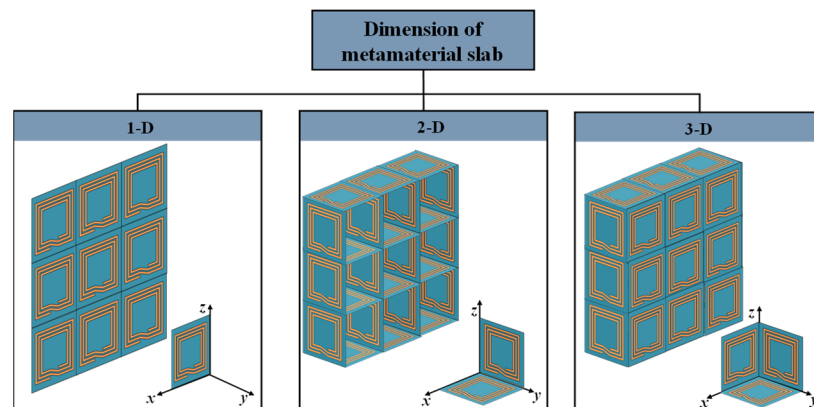 Dimension of
metamaterial slab
1-D
2-D
3-D
z
x
y
z
x
y
z
x
y